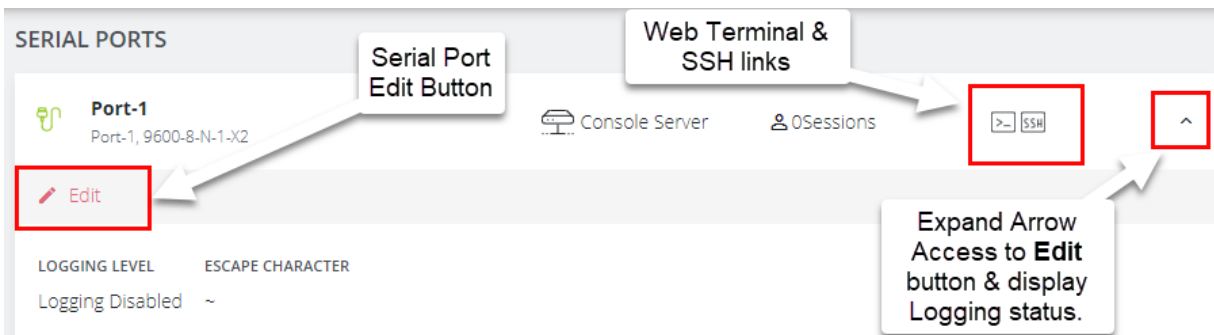 SERIAL PORTS
Serial Port
Edit Button
Web Terminal &
SSH links
Port-1
Port-1, 9600-8-N-1-X2
Console Server
0Sessions
>_ SSH
Edit
Expand Arrow
Access to Edit
button & display
Logging status.
LOGGING LEVEL ESCAPE CHARACTER
Logging Disabled ~